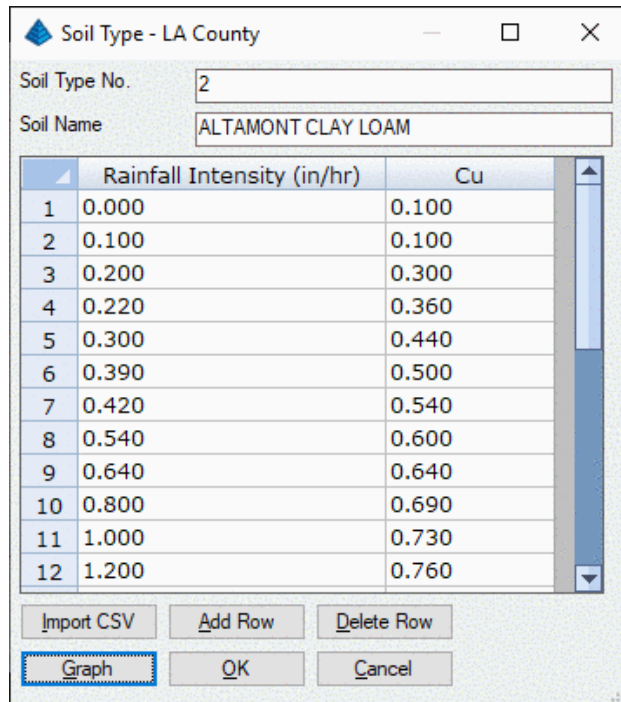 Soil Type - LA County
Soil Type No. 2
Soil Name ALTAMONT CLAY LOAM
Rainfall Intensity (in/hr) Cu
1 0.000 0.100
2 0.100 0.100
3 0.200 0.300
4 0.220 0.360
5 0.300 0.440
6 0.390 0.500
7 0.420 0.540
8 0.540 0.600
9 0.640 0.640
10 0.800 0.690
11 1.000 0.730
12 1.200 0.760
Import CSV Add Row Delete Row
Graph OK Cancel